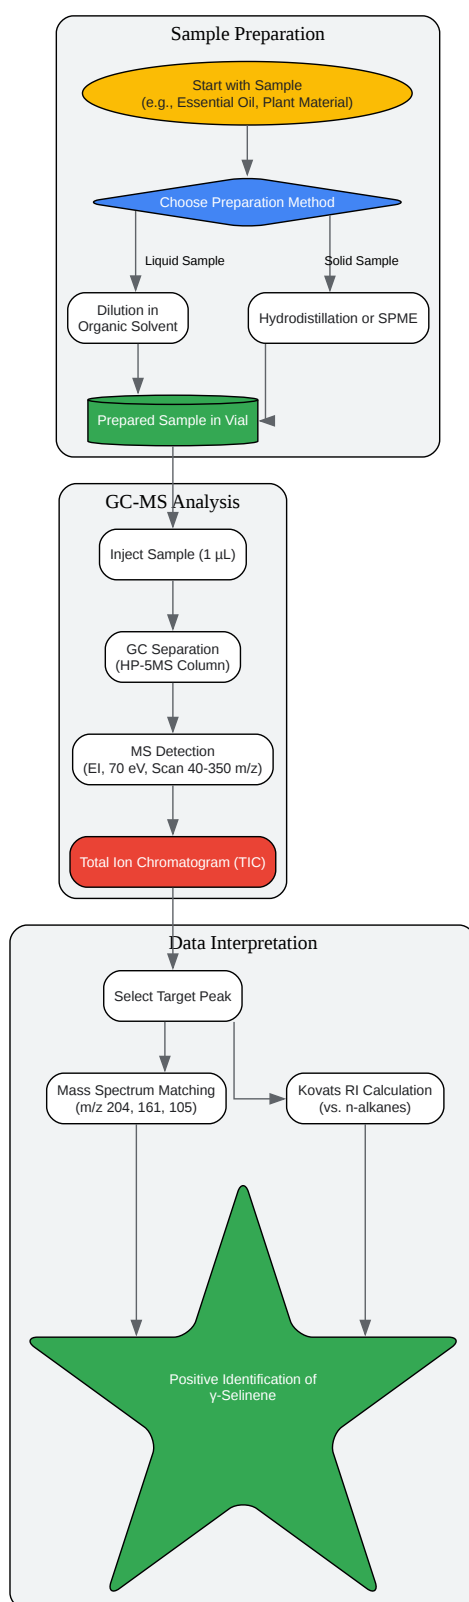 Sample Preparation
Start with Sample
(e.g., Essential Oil, Plant Material)
Choose Preparation Method
Liquid Sample
Solid Sample
Dilution in
Organic Solvent
Hydrodistillation or SPME
Prepared Sample in Vial
GC-MS Analysis
Inject Sample (1 µL)
GC Separation
(HP-5MS Column)
MS Detection
(EI, 70 eV, Scan 40-350 m/z)
Total Ion Chromatogram (TIC)
Data Interpretation
Select Target Peak
Mass Spectrum Matching
(m/z 204, 161, 105)
Kovats RI Calculation
(vs. n-alkanes)
Positive Identification of
γ-Selinene